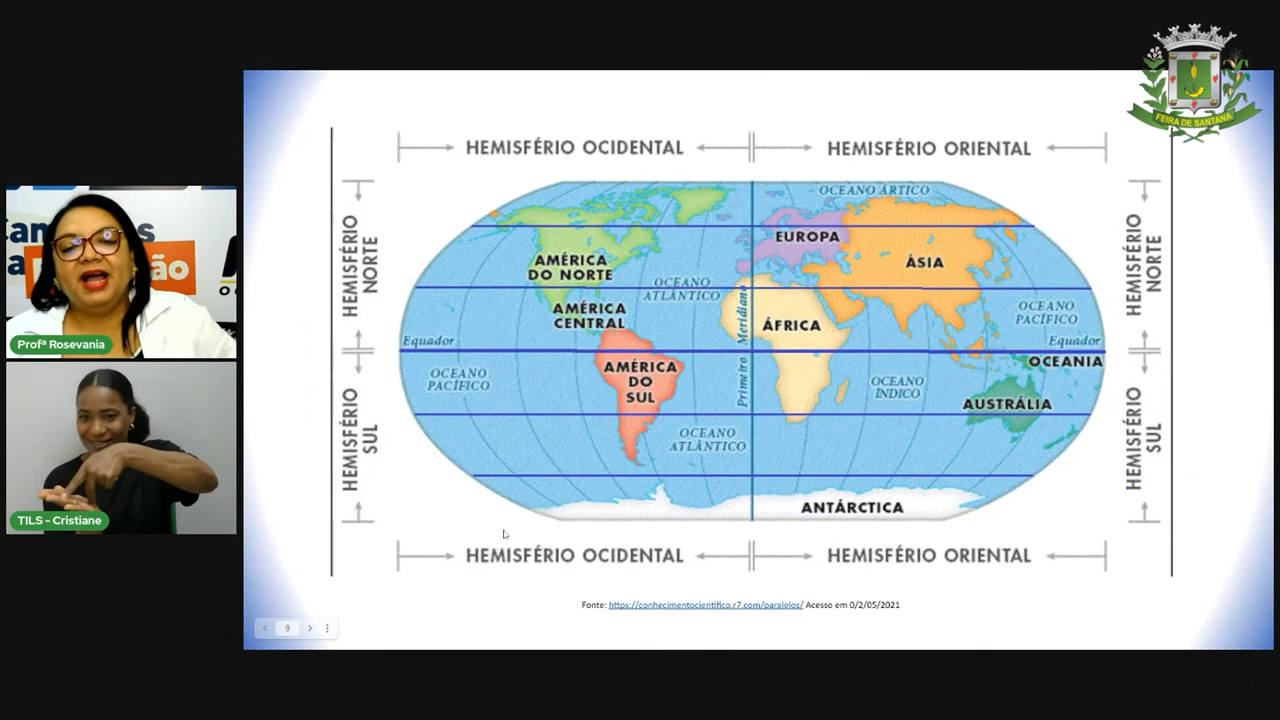 FEIRA DE SANTANA
HEMISFÉRIO OCIDENTAL
HEMISFÉRIO ORIENTAL
HEMISFÉRIO
NORTE
HEMISFÉRIO
SUL
OCEANO ÁRTICO
EUROPA
ÁSIA
AMÉRICA
DO NORTE
OCEANO
ATLÂNTICO
AMÉRICA
CENTRAL
ÁFRICA
OCEANO
PACÍFICO
Equador
Equador
Primeiro Meridiano
OCEANIA
OCEANO
PACÍFICO
AMÉRICA
DO
SUL
OCEANO
ÍNDICO
AUSTRÁLIA
OCEANO
ATLÂNTICO
ANTÁRCTICA
HEMISFÉRIO
NORTE
HEMISFÉRIO
SUL
HEMISFÉRIO OCIDENTAL
HEMISFÉRIO ORIENTAL
Fonte: https://conhecimentocientifico.r7.com/paralelos/ Acesso em 0/2/05/2021
9
Profª Rosevania
TILS - Cristiane